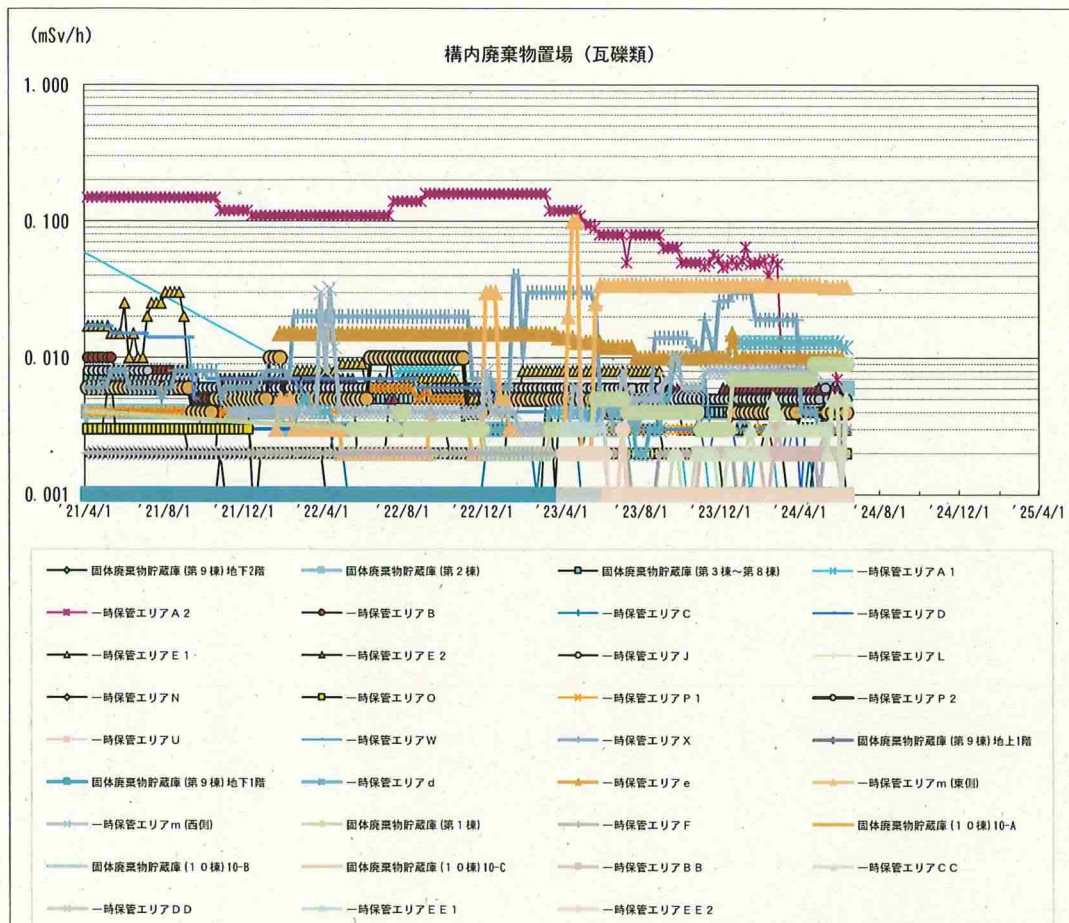 (mSv/h)
構内廃棄物置場（瓦礫類）
1.000
0.100
0.010
0.001
'21/4/1 '21/8/1 '21/12/1 '22/4/1 '22/8/1 '22/12/1 '23/4/1 '23/8/1 '23/12/1 '24/4/1 '24/8/1 '24/12/1 '25/4/1
固体廃棄物貯蔵庫(第９棟)地下2階 固体廃棄物貯蔵庫(第２棟) 固体廃棄物貯蔵庫(第３棟～第８棟) 一時保管エリアＡ１
一時保管エリアＡ２ 一時保管エリアＢ 一時保管エリアＣ 一時保管エリアＤ
一時保管エリアＥ１ 一時保管エリアＥ２ 一時保管エリアＪ 一時保管エリアＬ
一時保管エリアＮ 一時保管エリアＯ 一時保管エリアＰ１ 一時保管エリアＰ２
一時保管エリアＵ 一時保管エリアＷ 一時保管エリアＸ 固体廃棄物貯蔵庫(第９棟)地上1階
固体廃棄物貯蔵庫(第９棟)地下1階 一時保管エリアｄ 一時保管エリアｅ 一時保管エリアｍ(東側)
一時保管エリアｍ(西側) 固体廃棄物貯蔵庫(第１棟) 一時保管エリアＦ 固体廃棄物貯蔵庫(１０棟)10-A
固体廃棄物貯蔵庫(１０棟)10-B 固体廃棄物貯蔵庫(１０棟)10-C 一時保管エリアＢＢ 一時保管エリアＣＣ
一時保管エリアＤＤ 一時保管エリアＥＥ１ 一時保管エリアＥＥ２